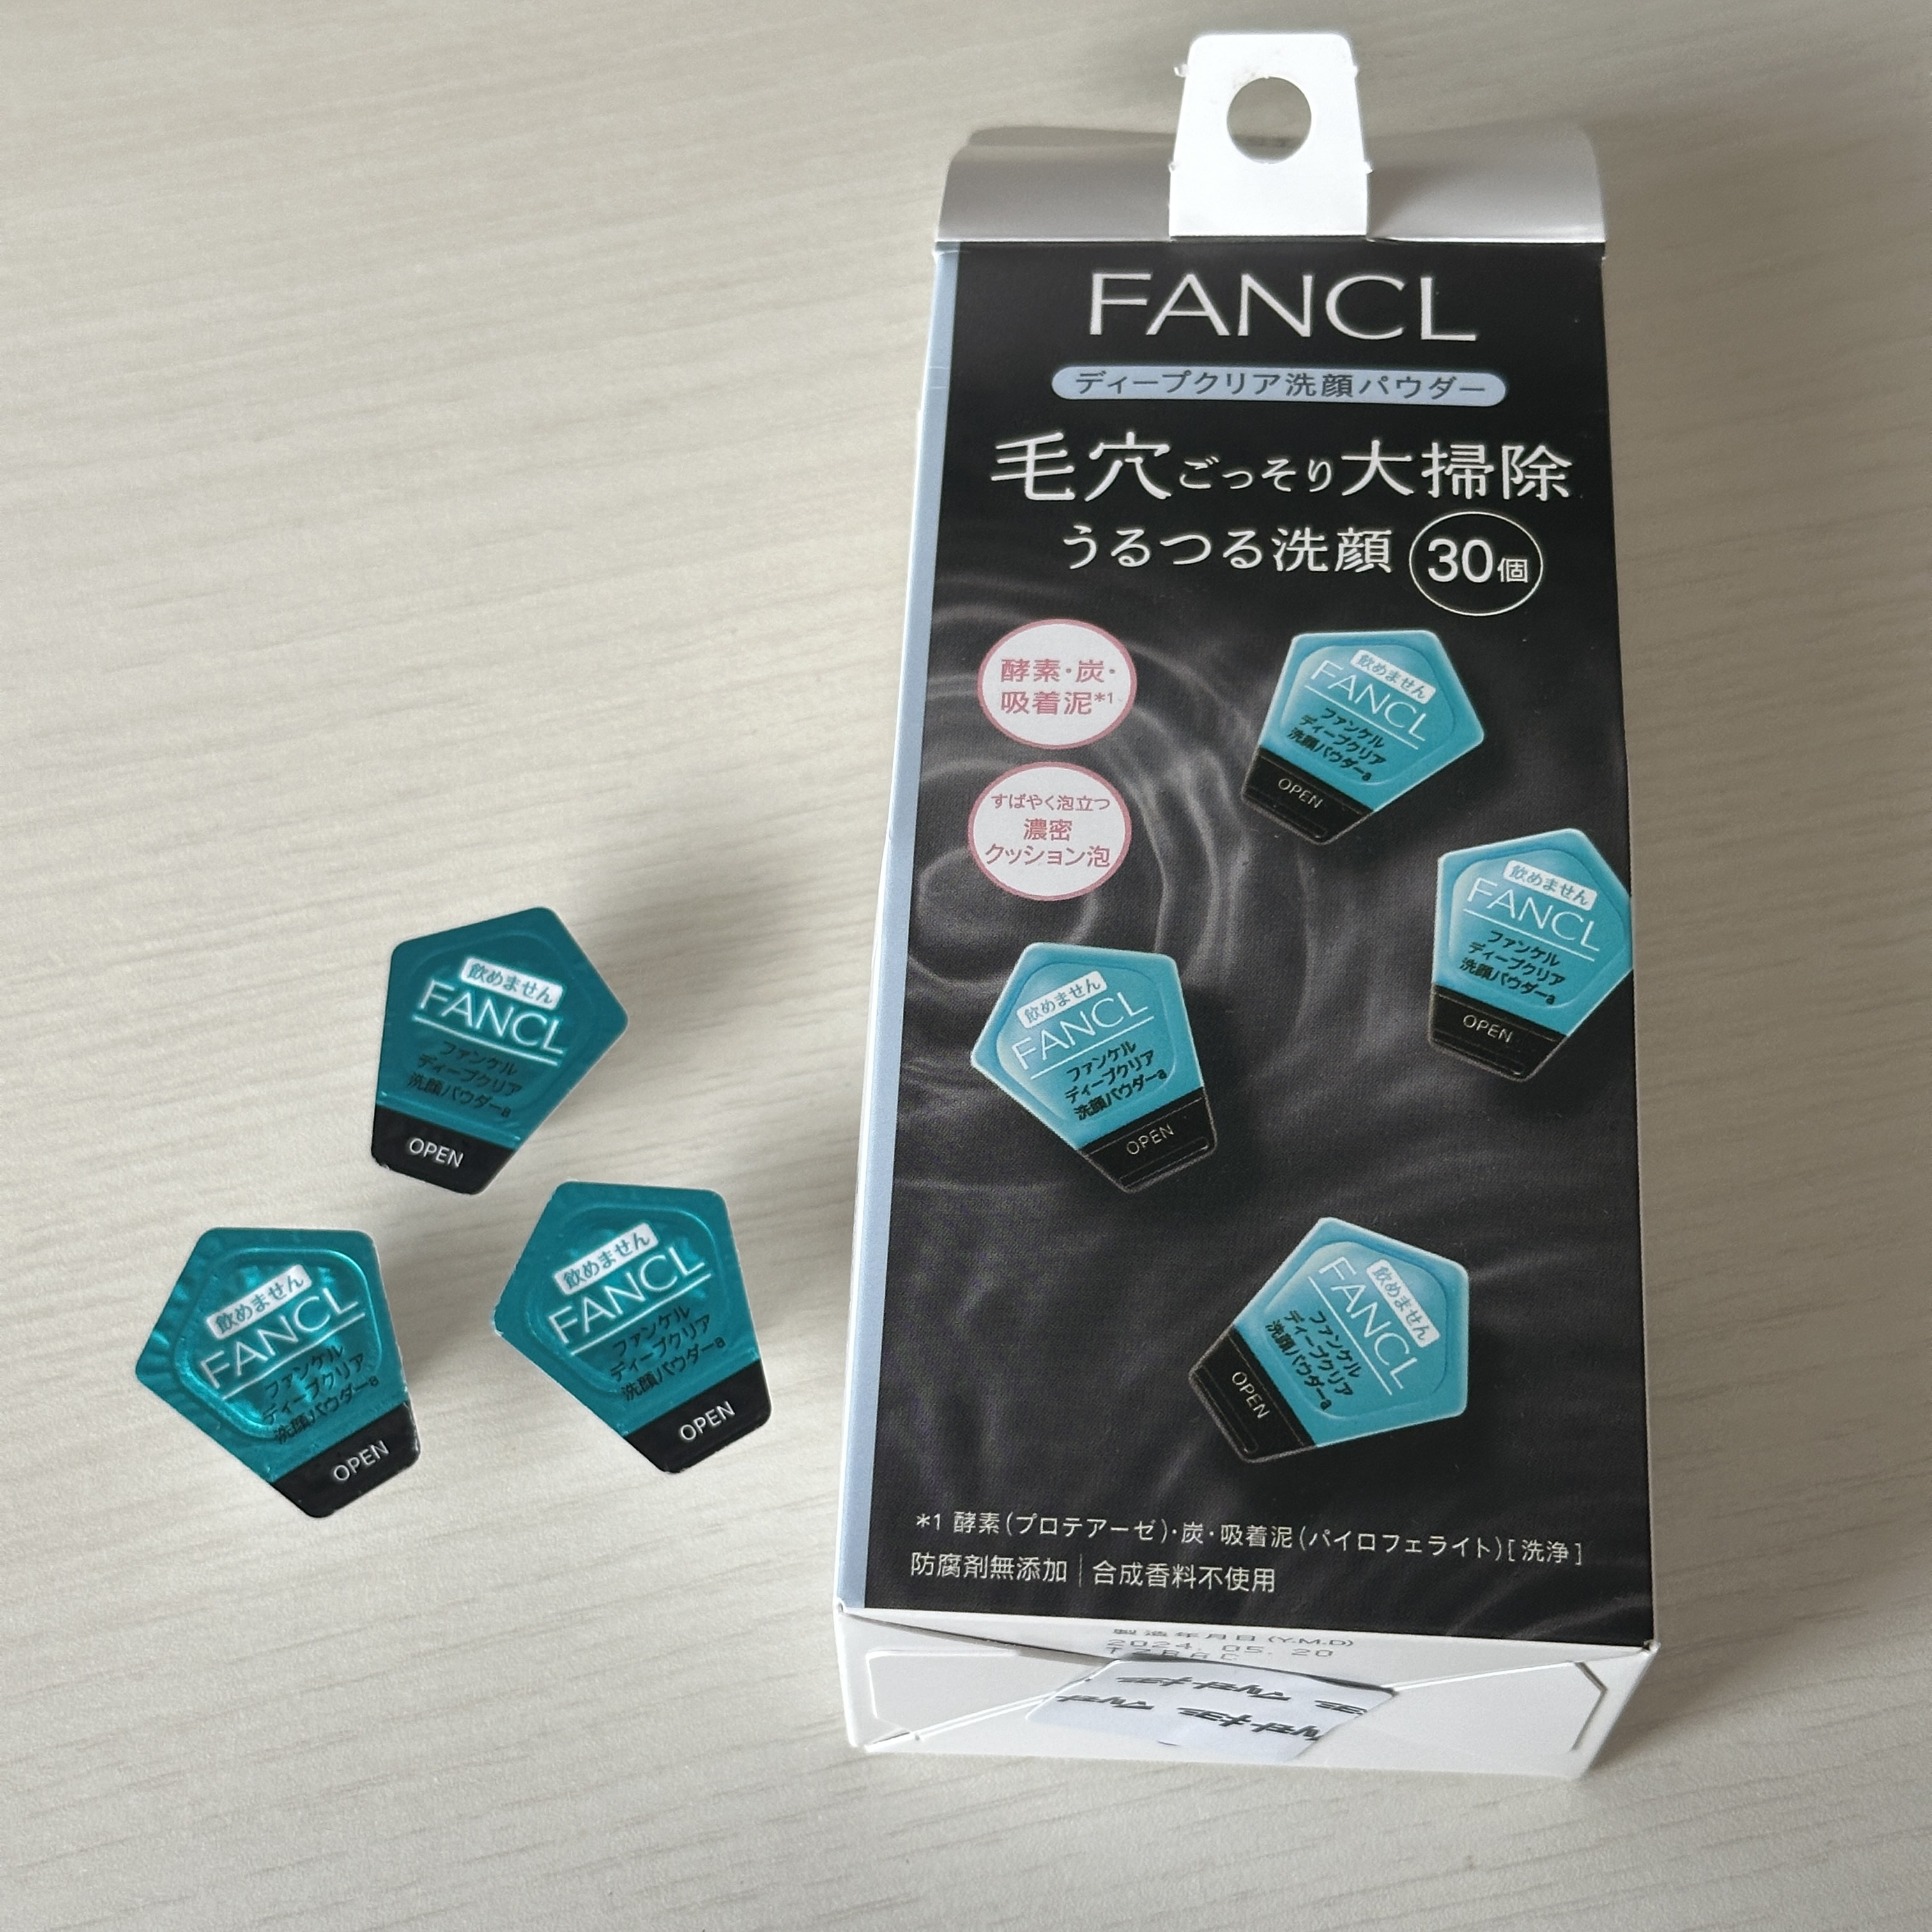 FANCL
ディープクリア洗顔パウダー
毛穴ごっそり大掃除
うるつる洗顔 30個
酵素・炭・
吸着泥*1
すばやく泡立つ
濃密
クッション泡
飲めません
FANCL
ファンケル
ディープクリア
洗顔パウダーa
OPEN
飲めません
FANCL
ファンケル
ディープクリア
洗顔パウダーa
OPEN
飲めません
FANCL
ファンケル
ディープクリア
洗顔パウダーa
OPEN
飲めません
FANCL
ファンケル
ディープクリア
洗顔パウダーa
OPEN
*1 酵素(プロテアーゼ)・炭・吸着泥(パイロフェライト)[洗浄]
防腐剤無添加|合成香料不使用
製造年月日(Y.M.D)
2024. 05. 20
飲めません
FANCL
ファンケル
ディープクリア
洗顔パウダーa
OPEN
飲めません
FANCL
ファンケル
ディープクリア
洗顔パウダーa
OPEN
飲めません
FANCL
ファンケル
ディープクリア
洗顔パウダーa
OPEN